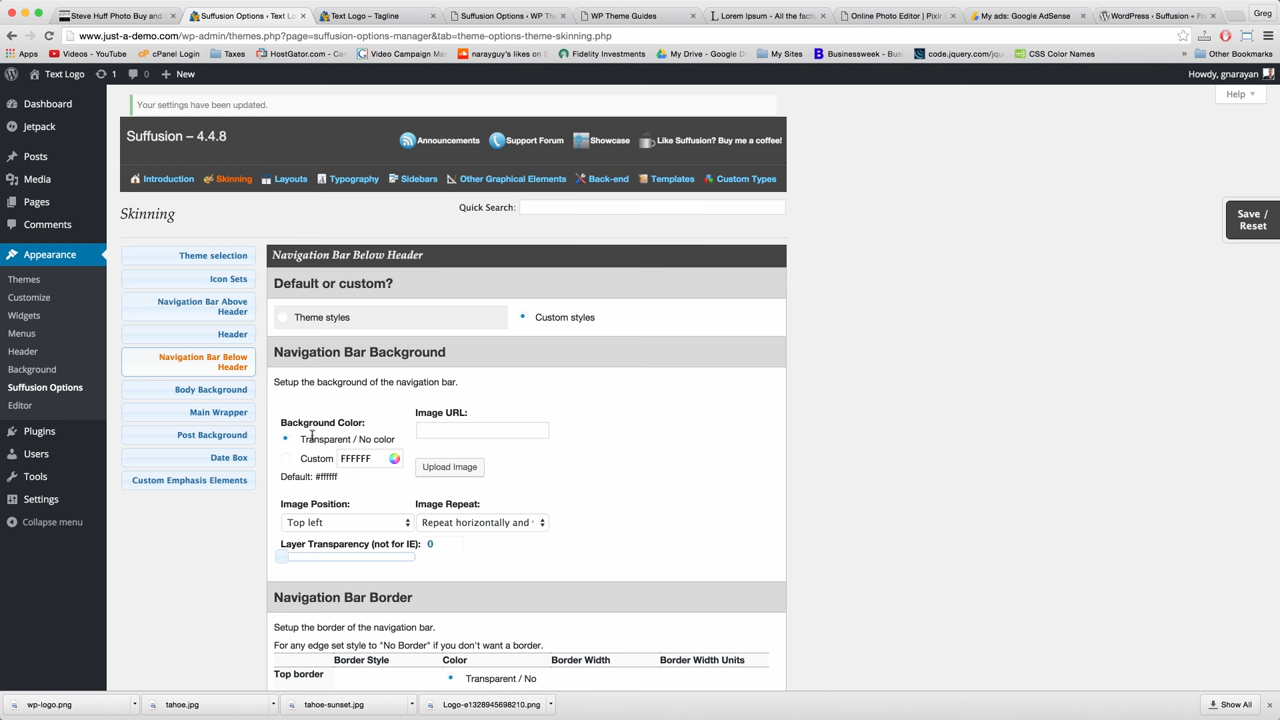 Steve Huff Photo Buy and
Suffusion Options ‹ Text L
Text Logo – Tagline
Suffusion Options ‹ WP Th
WP Theme Guides
Lorem Ipsum - All the facts
Online Photo Editor | Pixlr
My ads: Google AdSense
WordPress › Suffusion « Fr
Greg
www.just-a-demo.com/wp-admin/themes.php?page=suffusion-options-manager&tab=theme-options-theme-skinning.php
Apps
Videos - YouTube
cPanel Login
Taxes
HostGator.com
Video Campaign Ma
narayguy's likes on
Fidelity Investments
My Drive - Google D
My Sites
Businessweek - Bus
code.jquery.com/jq
CSS Color Names
»
Other Bookmarks
Text Logo
1
0
New
Howdy, gnarayan
Help
Dashboard
Jetpack
Posts
Media
Pages
Comments
Appearance
Themes
Customize
Widgets
Menus
Header
Background
Suffusion Options
Editor
Plugins
Users
Tools
Settings
Collapse menu
Your settings have been updated.
Suffusion – 4.4.8
Announcements
Support Forum
Showcase
Like Suffusion? Buy me a coffee!
Introduction
Skinning
Layouts
Typography
Sidebars
Other Graphical Elements
Back-end
Templates
Custom Types
Skinning
Quick Search:
Save /
Reset
Theme selection
Icon Sets
Navigation Bar Above
Header
Header
Navigation Bar Below
Header
Body Background
Main Wrapper
Post Background
Date Box
Custom Emphasis Elements
Navigation Bar Below Header
Default or custom?
Theme styles
Custom styles
Navigation Bar Background
Setup the background of the navigation bar.
Background Color:
Image URL:
Transparent / No color
Custom
FFFFFF
Default: #ffffff
Upload Image
Image Position:
Image Repeat:
Top left
Repeat horizontally and
Layer Transparency (not for IE):
0
Navigation Bar Border
Setup the border of the navigation bar.
For any edge set style to "No Border" if you don't want a border.
Border Style
Color
Border Width
Border Width Units
Top border
Transparent / No
wp-logo.png
tahoe.jpg
tahoe-sunset.jpg
Logo-e1328945698210.png
Show All